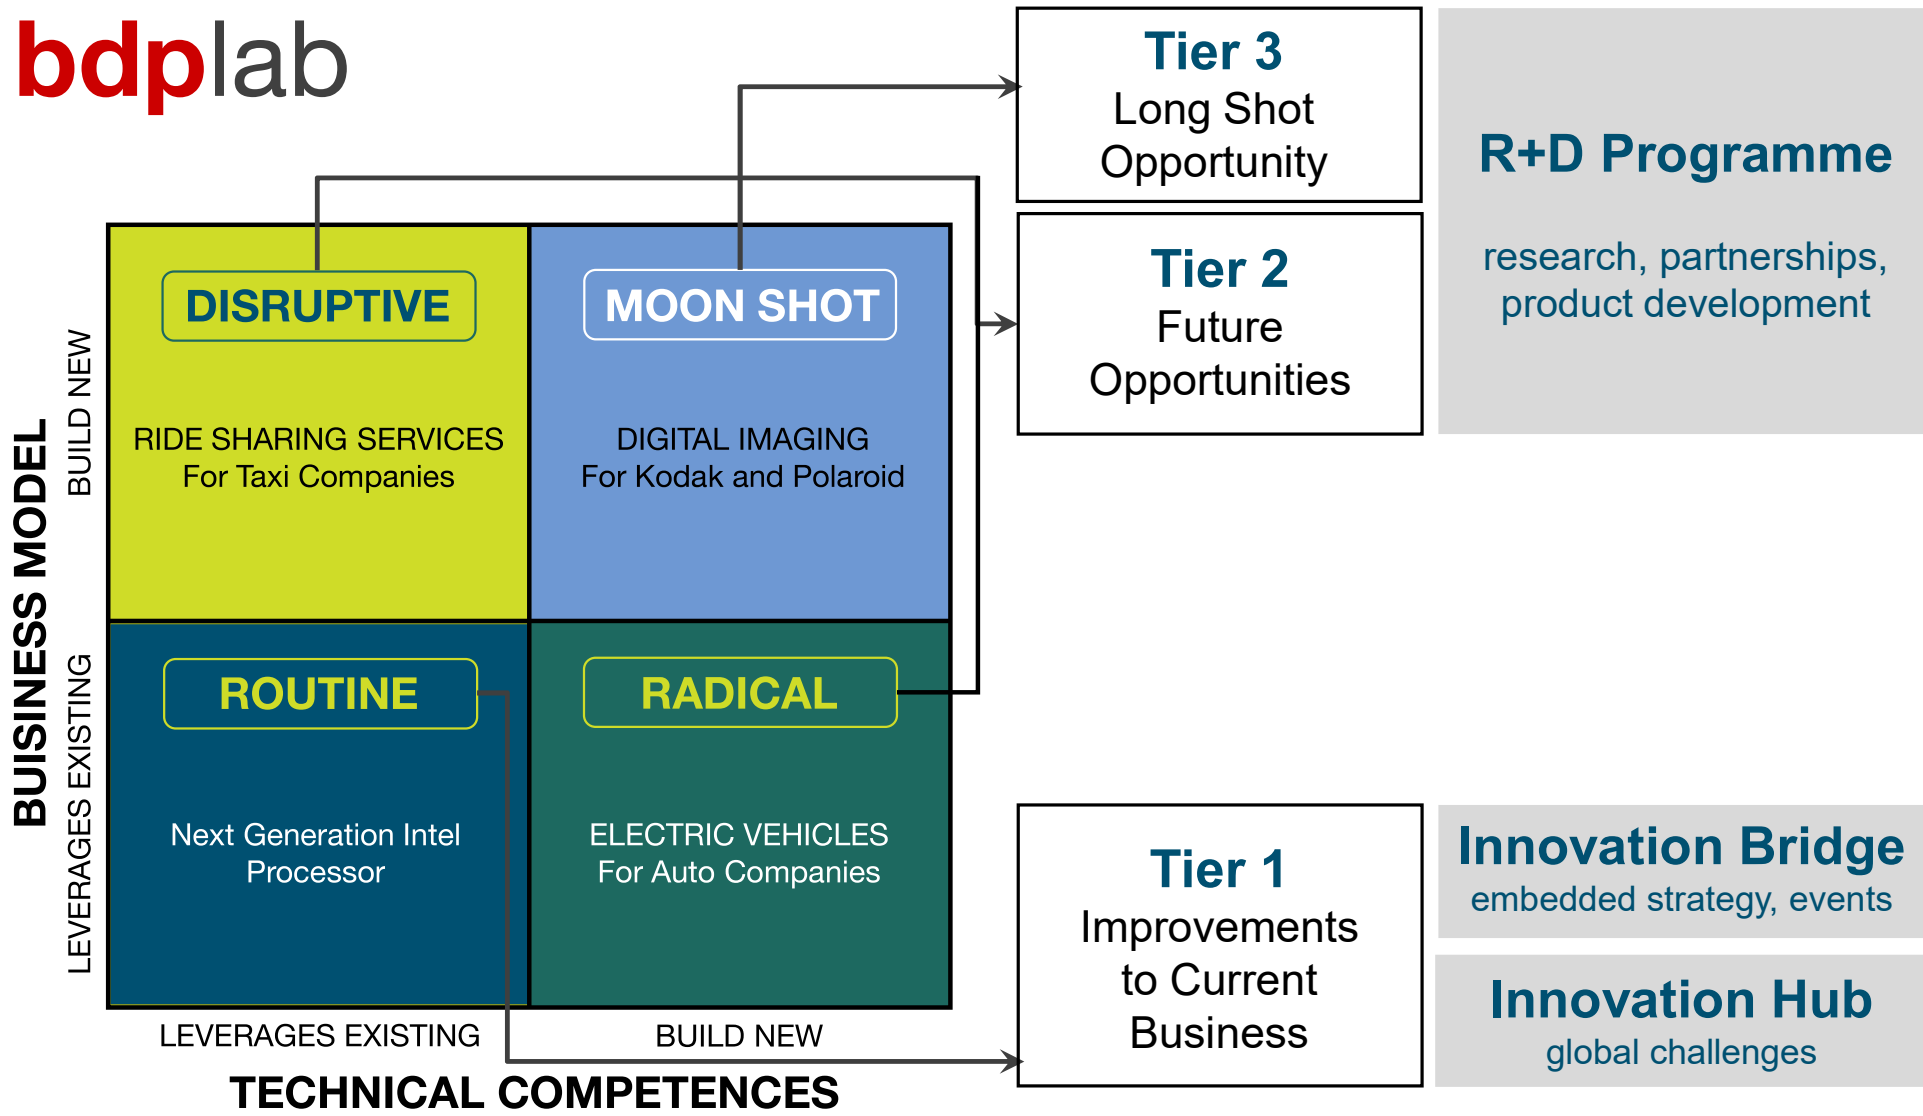 bdplab
Tier 3
Long Shot
Opportunity
R+D Programme
research, partnerships,
product development
Tier 2
Future
Opportunities
BUISINESS MODEL
BUILD NEW
LEVERAGES EXISTING
DISRUPTIVE
RIDE SHARING SERVICES
For Taxi Companies
MOON SHOT
DIGITAL IMAGING
For Kodak and Polaroid
ROUTINE
Next Generation Intel
Processor
RADICAL
ELECTRIC VEHICLES
For Auto Companies
Tier 1
Improvements
to Current
Business
Innovation Bridge
embedded strategy, events
Innovation Hub
global challenges
LEVERAGES EXISTING
BUILD NEW
TECHNICAL COMPETENCES